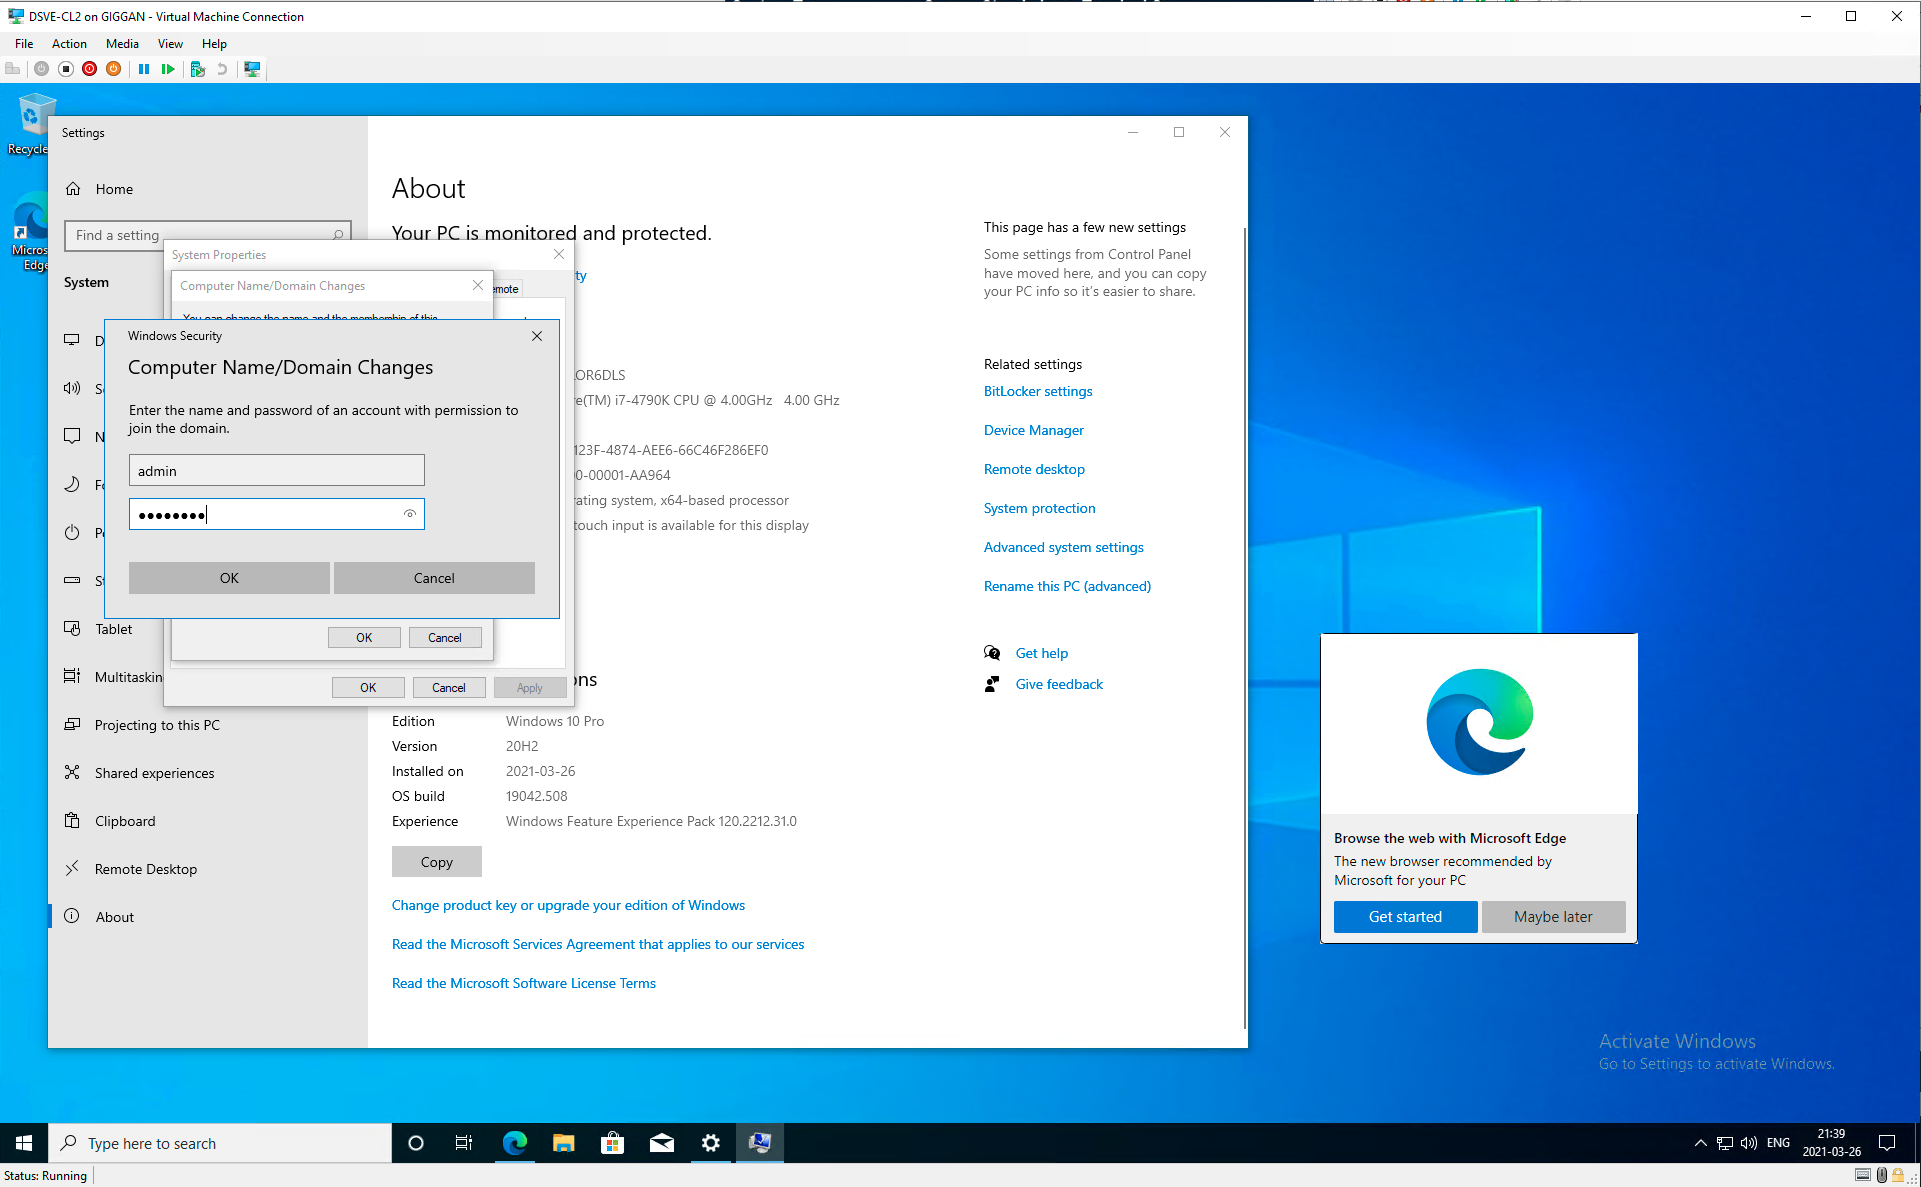 DSVE-CL2 on GIGGAN - Virtual Machine Connection
File Action Media View Help
Recycle
Micros
Edge
Settings
Home
Find a setting
System
Tablet
Multitaskin
Projecting to this PC
Shared experiences
Clipboard
Remote Desktop
About
About
Your PC is monitored and protected.
ty
System Properties
Computer Name/Domain Changes
emote
You can change the name and the membership of this
Windows Security
Computer Name/Domain Changes
Enter the name and password of an account with permission to
join the domain.
admin
OK Cancel
OK Cancel
OK Cancel Apply
OR6DLS
e(TM) i7-4790K CPU @ 4.00GHz 4.00 GHz
123F-4874-AEE6-66C46F286EF0
0-00001-AA964
rating system, x64-based processor
touch input is available for this display
ons
Edition Windows 10 Pro
Version 20H2
Installed on 2021-03-26
OS build 19042.508
Experience Windows Feature Experience Pack 120.2212.31.0
Copy
Change product key or upgrade your edition of Windows
Read the Microsoft Services Agreement that applies to our services
Read the Microsoft Software License Terms
This page has a few new settings
Some settings from Control Panel
have moved here, and you can copy
your PC info so it's easier to share.
Related settings
BitLocker settings
Device Manager
Remote desktop
System protection
Advanced system settings
Rename this PC (advanced)
Get help
Give feedback
Browse the web with Microsoft Edge
The new browser recommended by
Microsoft for your PC
Get started Maybe later
Activate Windows
Go to Settings to activate Windows.
Type here to search
ENG
21:39
2021-03-26
Status: Running